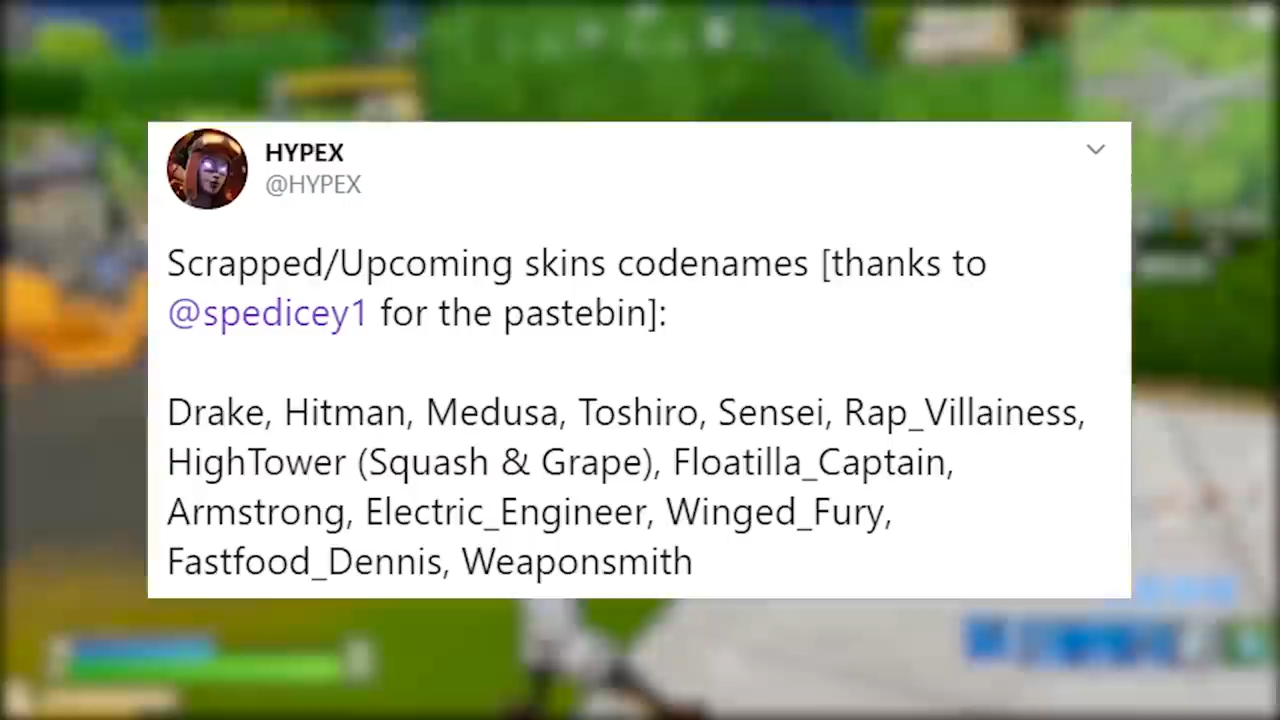 HYPEX
@HYPEX
Scrapped/Upcoming skins codenames [thanks to
@spedicey1 for the pastebin]:
Drake, Hitman, Medusa, Toshiro, Sensei, Rap_Villainess,
HighTower (Squash & Grape), Floatilla_Captain,
Armstrong, Electric_Engineer, Winged_Fury,
Fastfood_Dennis, Weaponsmith